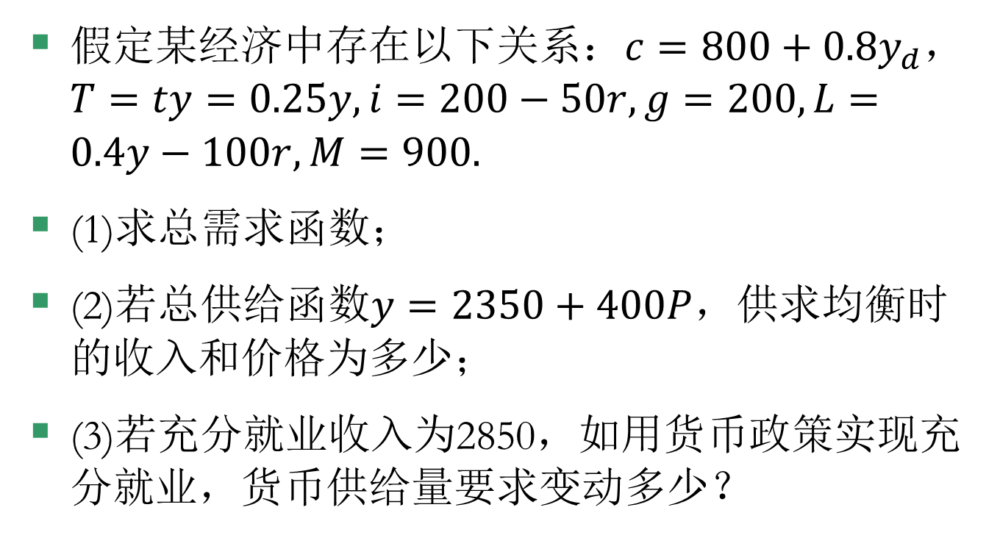 ▪ 假定某经济中存在以下关系：c = 800 + 0.8y_d，
T = ty = 0.25y, i = 200 − 50r, g = 200, L =
0.4y − 100r, M = 900.
▪ (1)求总需求函数；
▪ (2)若总供给函数y = 2350 + 400P，供求均衡时
的收入和价格为多少；
▪ (3)若充分就业收入为2850，如用货币政策实现充
分就业，货币供给量要求变动多少？